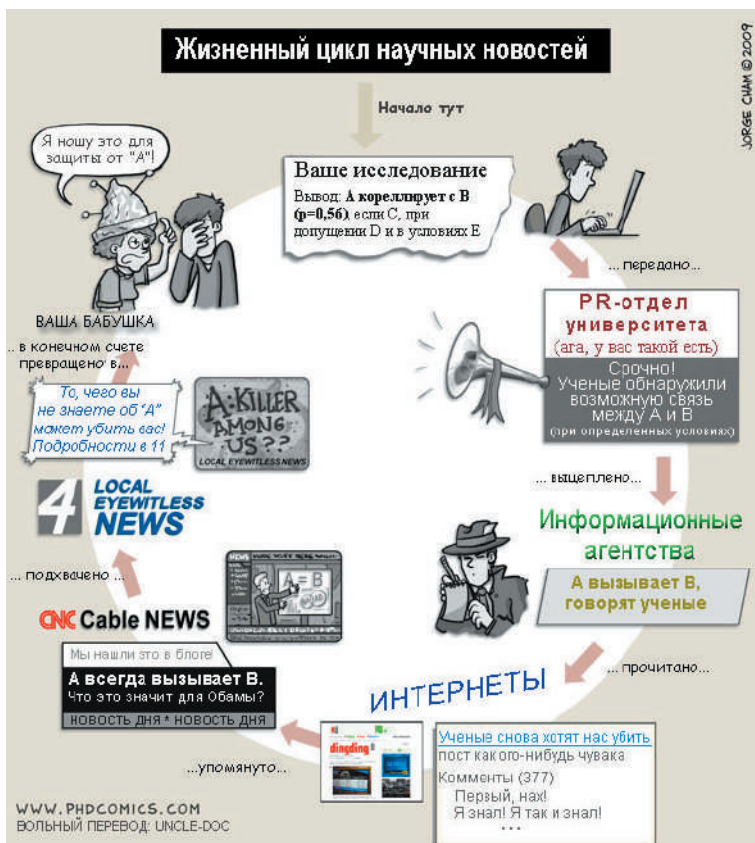 Жизненный цикл научных новостей
JORGE CHAM © 2009
Начало тут
Ваше исследование
Вывод: А кореллирует с В
(р=0,56), если С, при
допущении D и в условиях Е
... передано...
PR-отдел
университета
(ага, у вас такой есть)
Срочно!
Ученые обнаружили
возможную связь
между А и В
(при определенных условиях)
... выцеплено...
Информационные
агентства
А вызывает В,
говорят ученые
... прочитано...
ИНТЕРНЕТЫ
dingding
Ученые снова хотят нас убить
пост какого-нибудь чувака
Комменты (377)
Первый, нах!
Я знал! Я так и знал!
...
...упомянуто...
CNC Cable NEWS
Мы нашли это в блоге!
А всегда вызывает В.
Что это значит для Обамы?
НОВОСТЬ ДНЯ * НОВОСТЬ ДНЯ
NEWS
A=B
... подхвачено ...
4 LOCAL
EYEWITLESS
NEWS
То, чего вы
не знаете об "А"
может убить вас!
Подробности в 11
A: KILLER
AMONG
US??
LOCAL EYEWITLESS NEWS
.. в конечном счете
превращено в...
ВАША БАБУШКА
Я ношу это для
защиты от "А"!
WWW.PHDCOMICS.COM
ВОЛЬНЫЙ ПЕРЕВОД: UNCLE-DOC